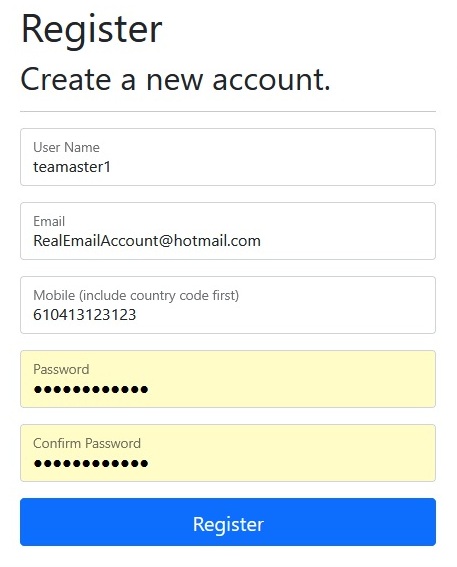 Register
Create a new account.
User Name
teamaster1
Email
RealEmailAccount@hotmail.com
Mobile (include country code first)
610413123123
Password
●●●●●●●●●●●●
Confirm Password
●●●●●●●●●●●●
Register